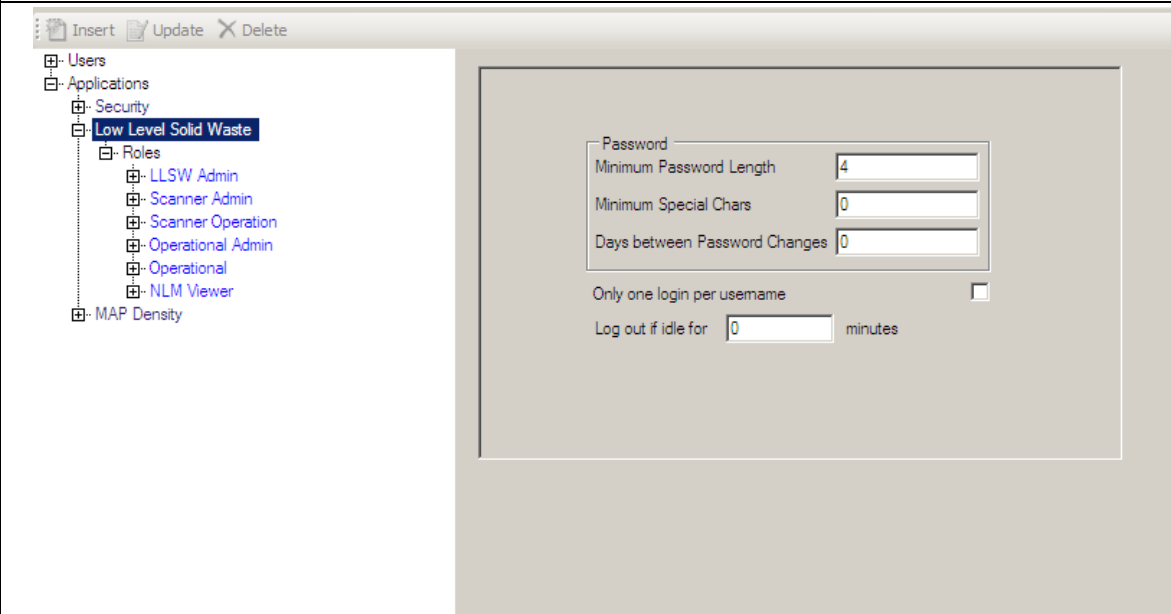 Insert Update Delete
Users
Applications
Security
Low Level Solid Waste
Roles
LLSW Admin
Scanner Admin
Scanner Operation
Operational Admin
Operational
NLM Viewer
MAP Density
Password
Minimum Password Length 4
Minimum Special Chars 0
Days between Password Changes 0
Only one login per username
Log out if idle for 0 minutes